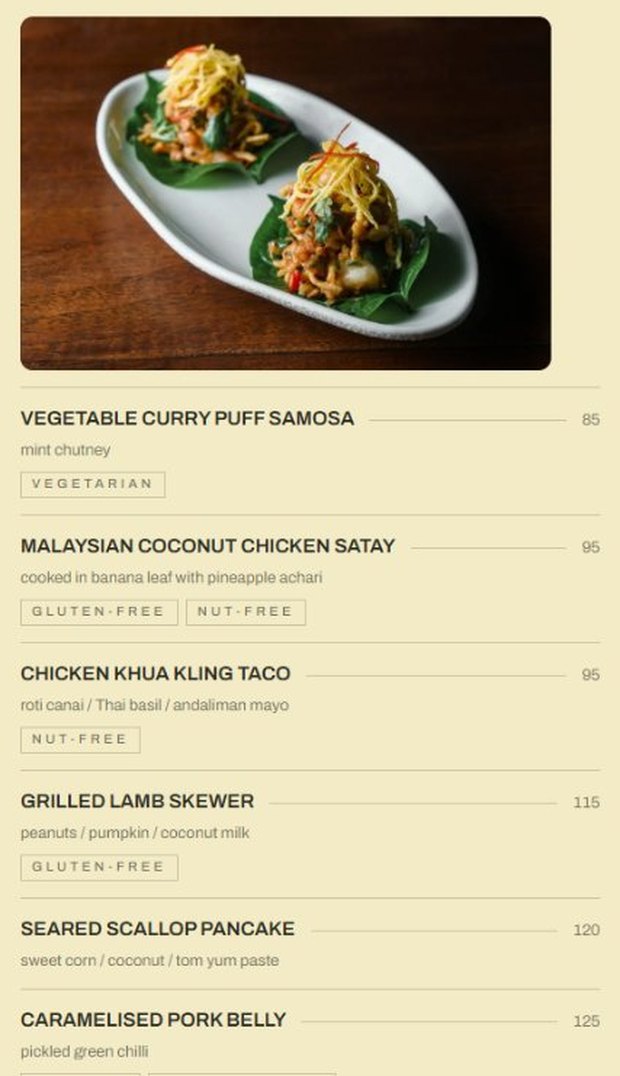 VEGETABLE CURRY PUFF SAMOSA 85
mint chutney
VEGETARIAN
MALAYSIAN COCONUT CHICKEN SATAY 95
cooked in banana leaf with pineapple achari
GLUTEN-FREE NUT-FREE
CHICKEN KHUA KLING TACO 95
roti canai / Thai basil / andaliman mayo
NUT-FREE
GRILLED LAMB SKEWER 115
peanuts / pumpkin / coconut milk
GLUTEN-FREE
SEARED SCALLOP PANCAKE 120
sweet corn / coconut / tom yum paste
CARAMELISED PORK BELLY 125
pickled green chilli